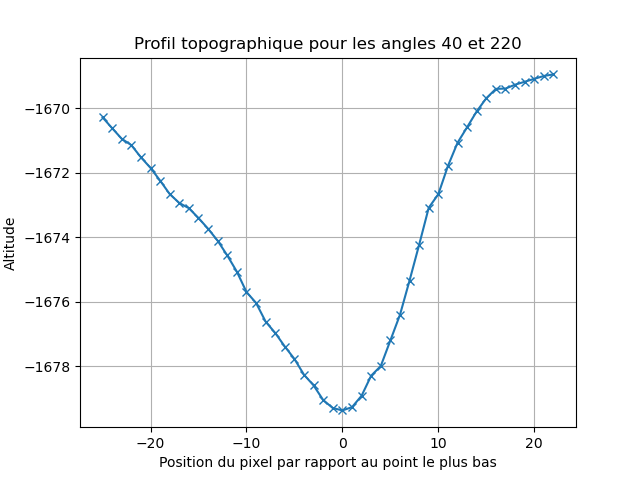 Profil topographique pour les angles 40 et 220
−1670
−1672
−1674
−1676
−1678
Altitude
−20 −10 0 10 20
Position du pixel par rapport au point le plus bas